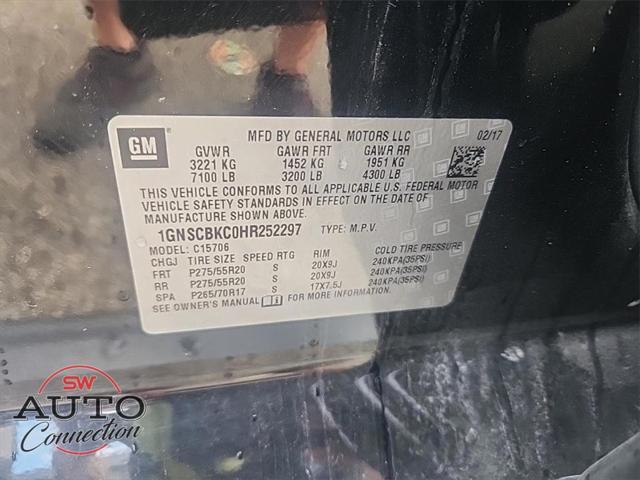 GM
MFD BY GENERAL MOTORS LLC 02/17
GVWR GAWR FRT GAWR RR
3221 KG 1452 KG 1951 KG
7100 LB 3200 LB 4300 LB
THIS VEHICLE CONFORMS TO ALL APPLICABLE U.S. FEDERAL MOTOR
VEHICLE SAFETY STANDARDS IN EFFECT ON THE DATE OF
MANUFACTURE SHOWN ABOVE.
1GNSCBKC0HR252297 TYPE: M.P.V.
MODEL: C15706
CHGJ TIRE SIZE SPEED RTG RIM COLD TIRE PRESSURE
FRT P275/55R20 S 20X9J 240KPA(35PSI)
RR P275/55R20 S 20X9J 240KPA(35PSI)
SPA P265/70R17 S 17X7.5J 240KPA(35PSI)
SEE OWNER'S MANUAL FOR MORE INFORMATION
SW
AUTO
Connection